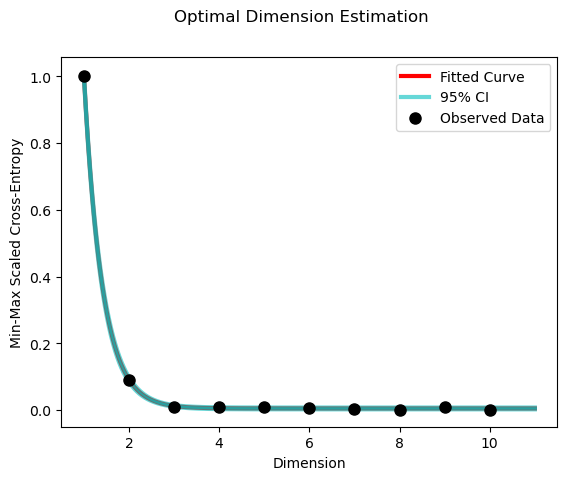 Optimal Dimension Estimation
1.0
0.8
0.6
0.4
0.2
0.0
Min-Max Scaled Cross-Entropy
Fitted Curve
95% CI
Observed Data
2 4 6 8 10
Dimension